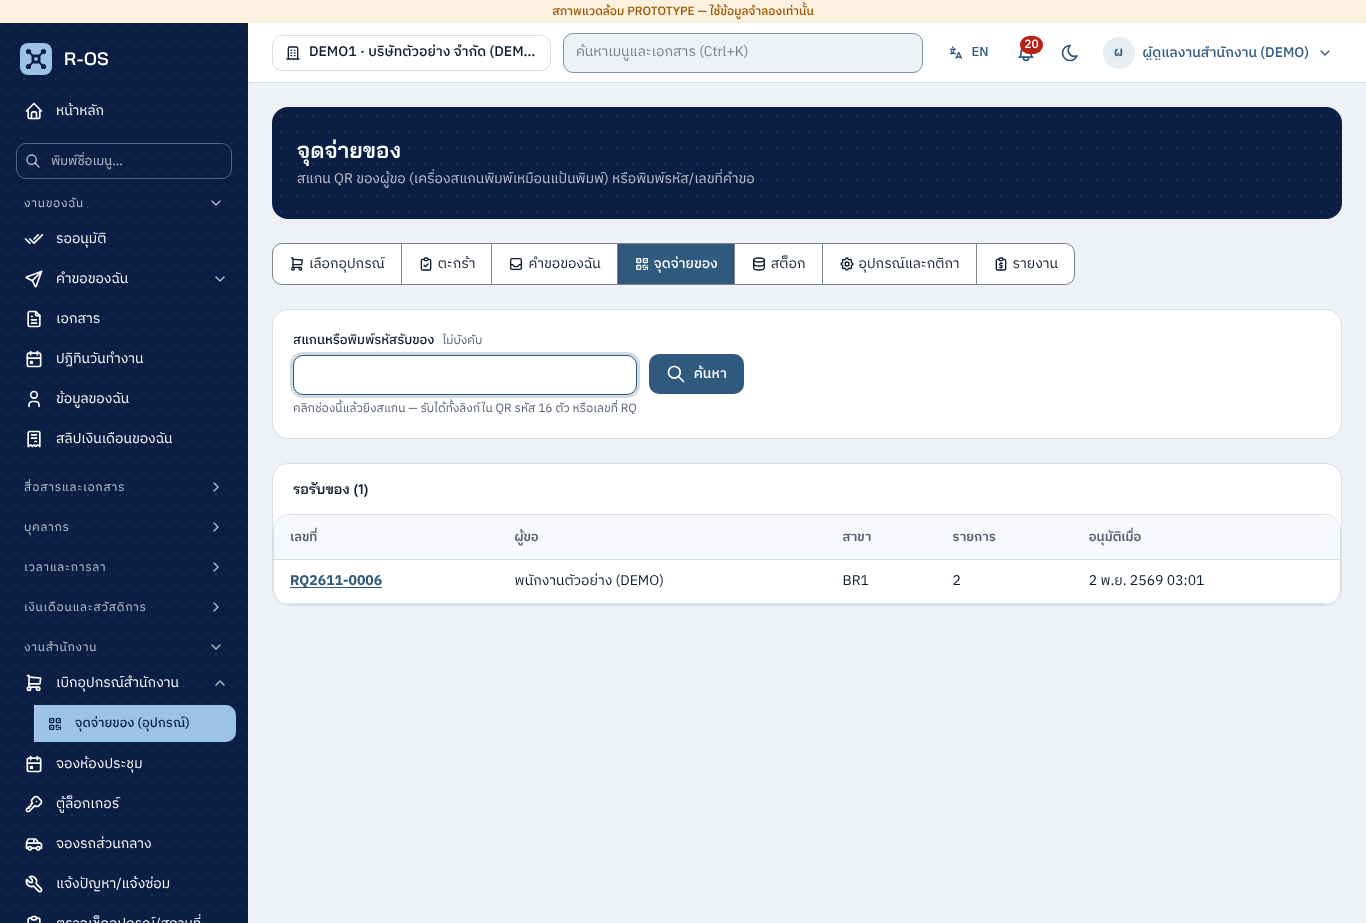 สภาพแวดล้อม PROTOTYPE — ใช้ข้อมูลจำลองเท่านั้น
R-OS
DEMO1 · บริษัทตัวอย่าง จำกัด (DEM...
ค้นหาเมนูและเอกสาร (Ctrl+K)
EN
20
ผ
ผู้ดูแลงานสำนักงาน (DEMO)
หน้าหลัก
พิมพ์ชื่อเมนู...
งานของฉัน
รออนุมัติ
คำขอของฉัน
เอกสาร
ปฏิทินวันทำงาน
ข้อมูลของฉัน
สลิปเงินเดือนของฉัน
สื่อสารและเอกสาร
บุคลากร
เวลาและการลา
เงินเดือนและสวัสดิการ
งานสำนักงาน
เบิกอุปกรณ์สำนักงาน
จุดจ่ายของ (อุปกรณ์)
จองห้องประชุม
ตู้ล็อกเกอร์
จองรถส่วนกลาง
แจ้งปัญหา/แจ้งซ่อม
จุดจ่ายของ
สแกน QR ของผู้ขอ (เครื่องสแกนพิมพ์เหมือนแป้นพิมพ์) หรือพิมพ์รหัส/เลขที่คำขอ
เลือกอุปกรณ์
ตะกร้า
คำขอของฉัน
จุดจ่ายของ
สต็อก
อุปกรณ์และกติกา
รายงาน
สแกนหรือพิมพ์รหัสรับของ ไม่บังคับ
ค้นหา
คลิกช่องนี้แล้วยิงสแกน — รับได้ทั้งลิงก์ใน QR รหัส 16 ตัว หรือเลขที่ RQ
รอรับของ (1)
เลขที่ ผู้ขอ สาขา รายการ อนุมัติเมื่อ
RQ2611-0006 พนักงานตัวอย่าง (DEMO) BR1 2 2 พ.ย. 2569 03:01